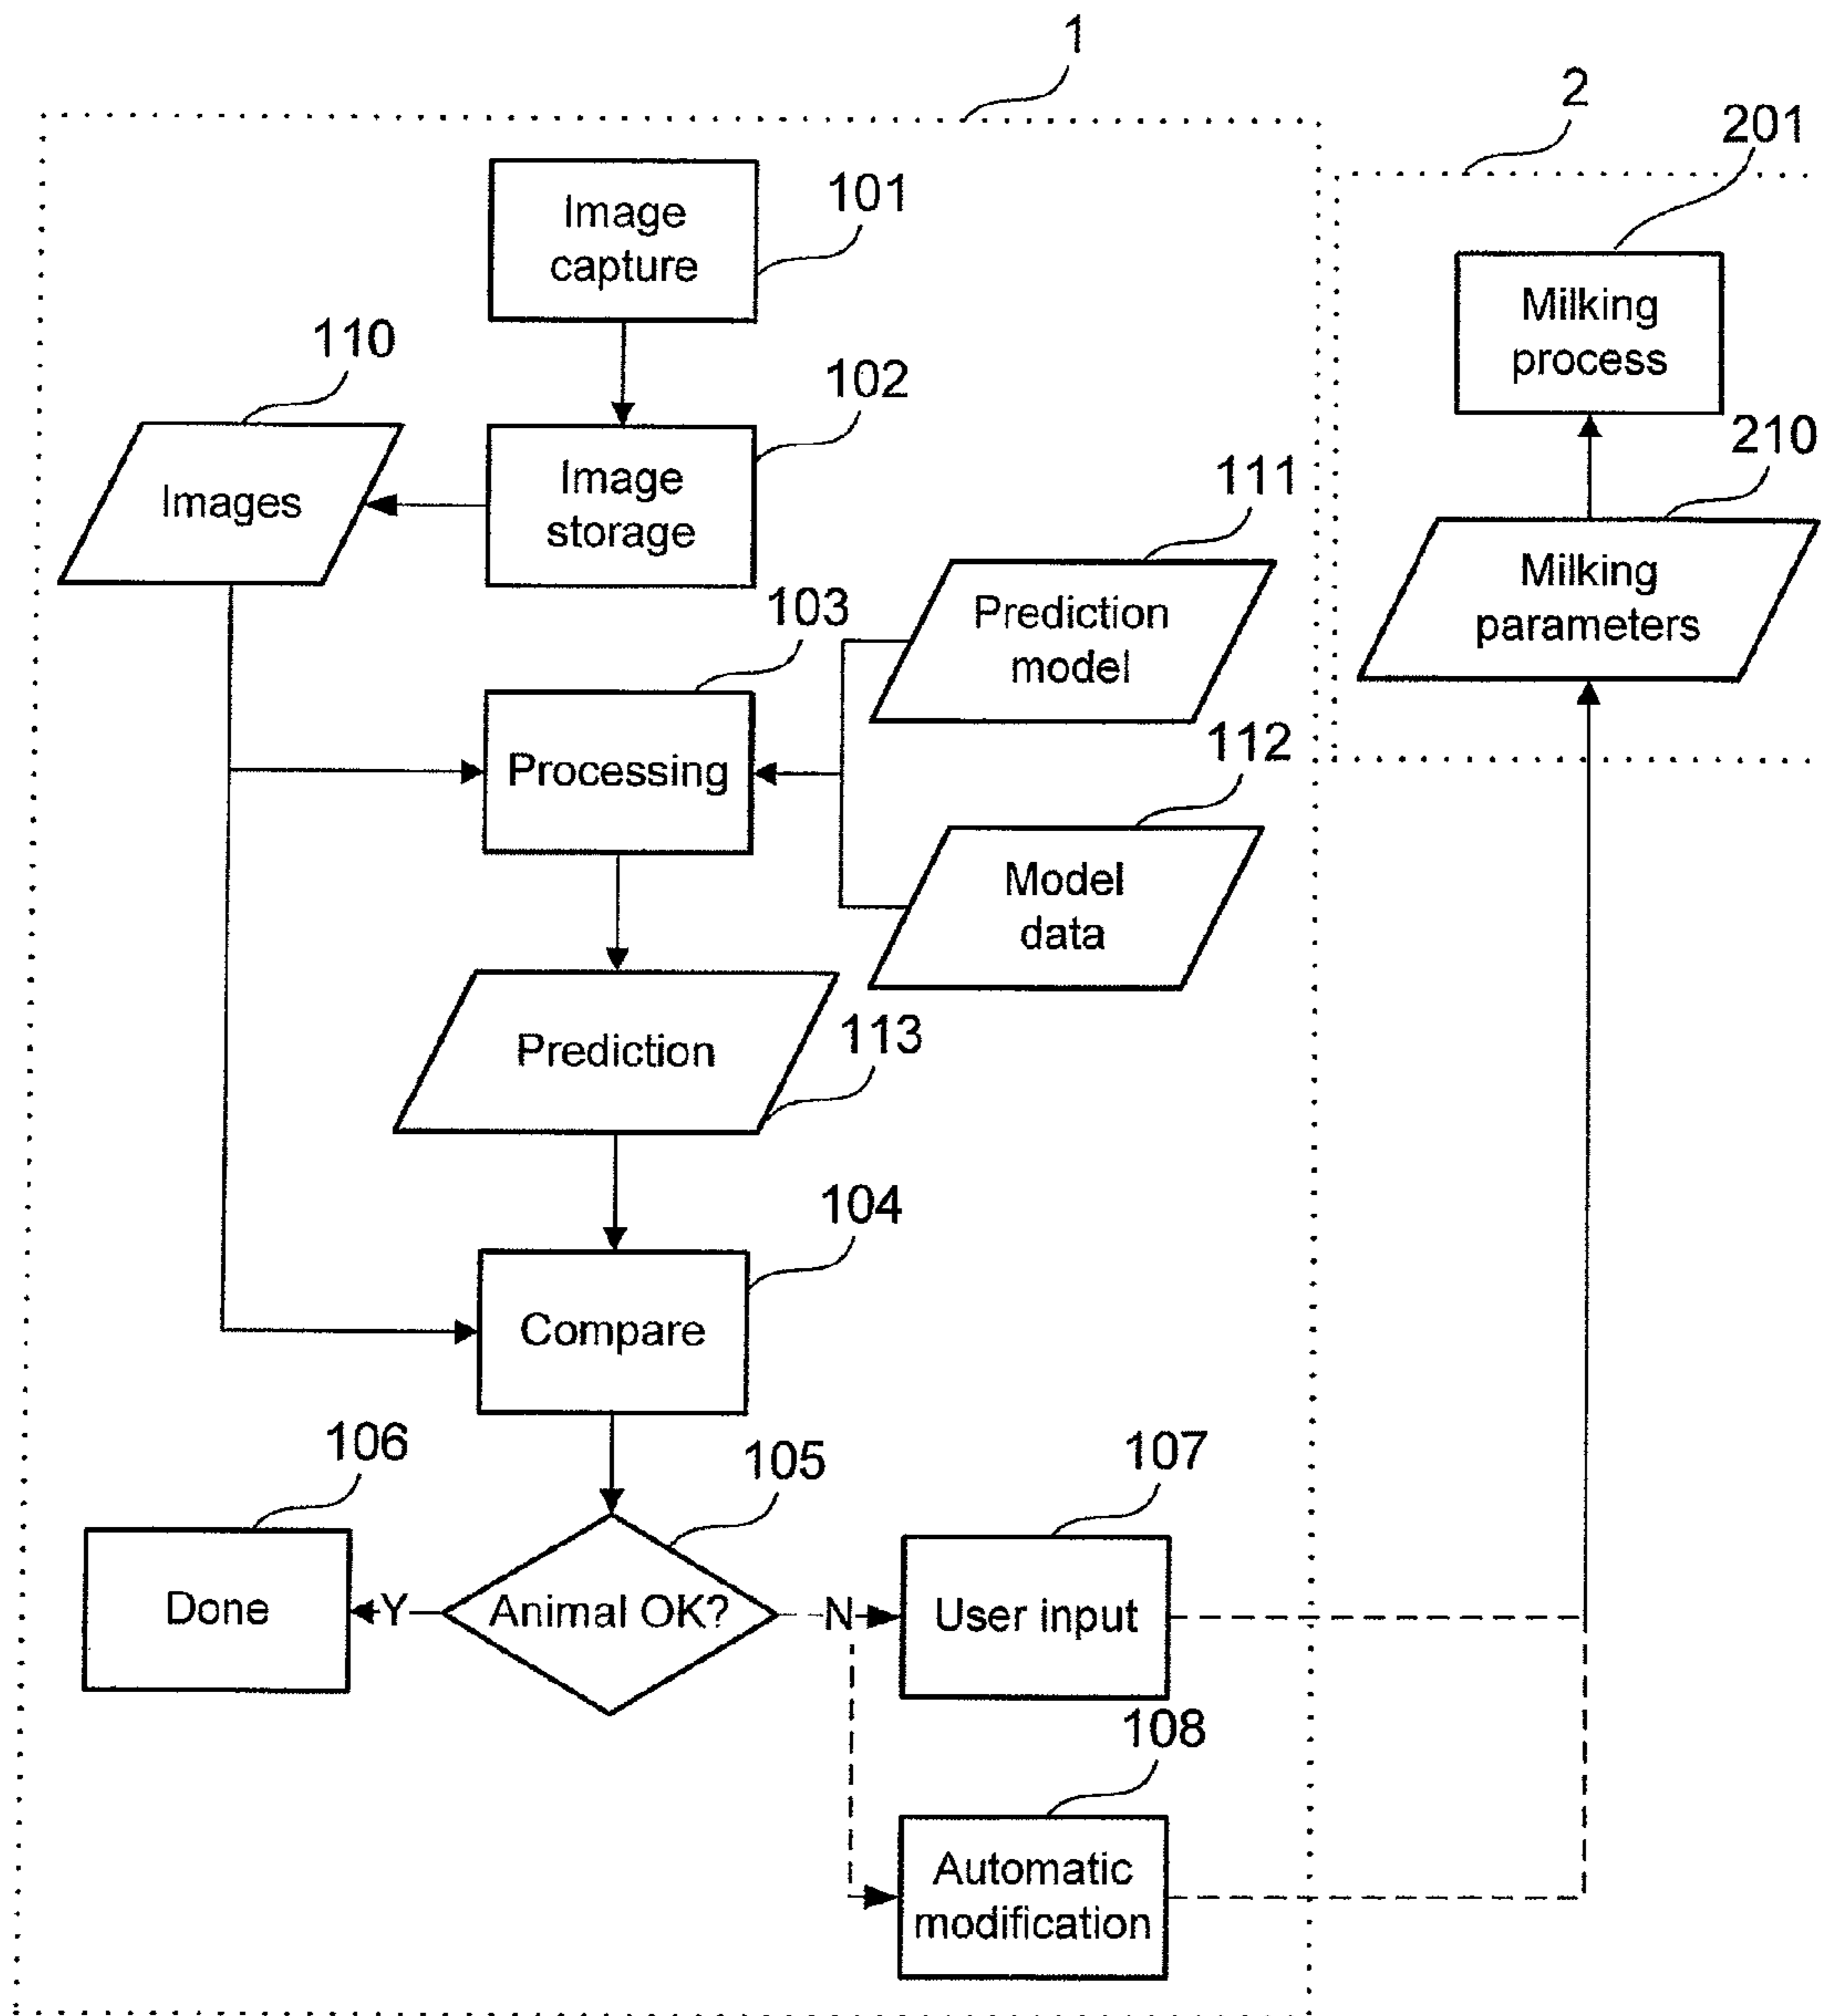 1
2
201
Image
capture
101
Milking
process
110
102
210
Images
Image
storage
111
Milking
parameters
Prediction
model
103
Processing
112
Model
data
Prediction
113
104
Compare
106
105
107
Done
Y
Animal OK?
N
User input
108
Automatic
modification